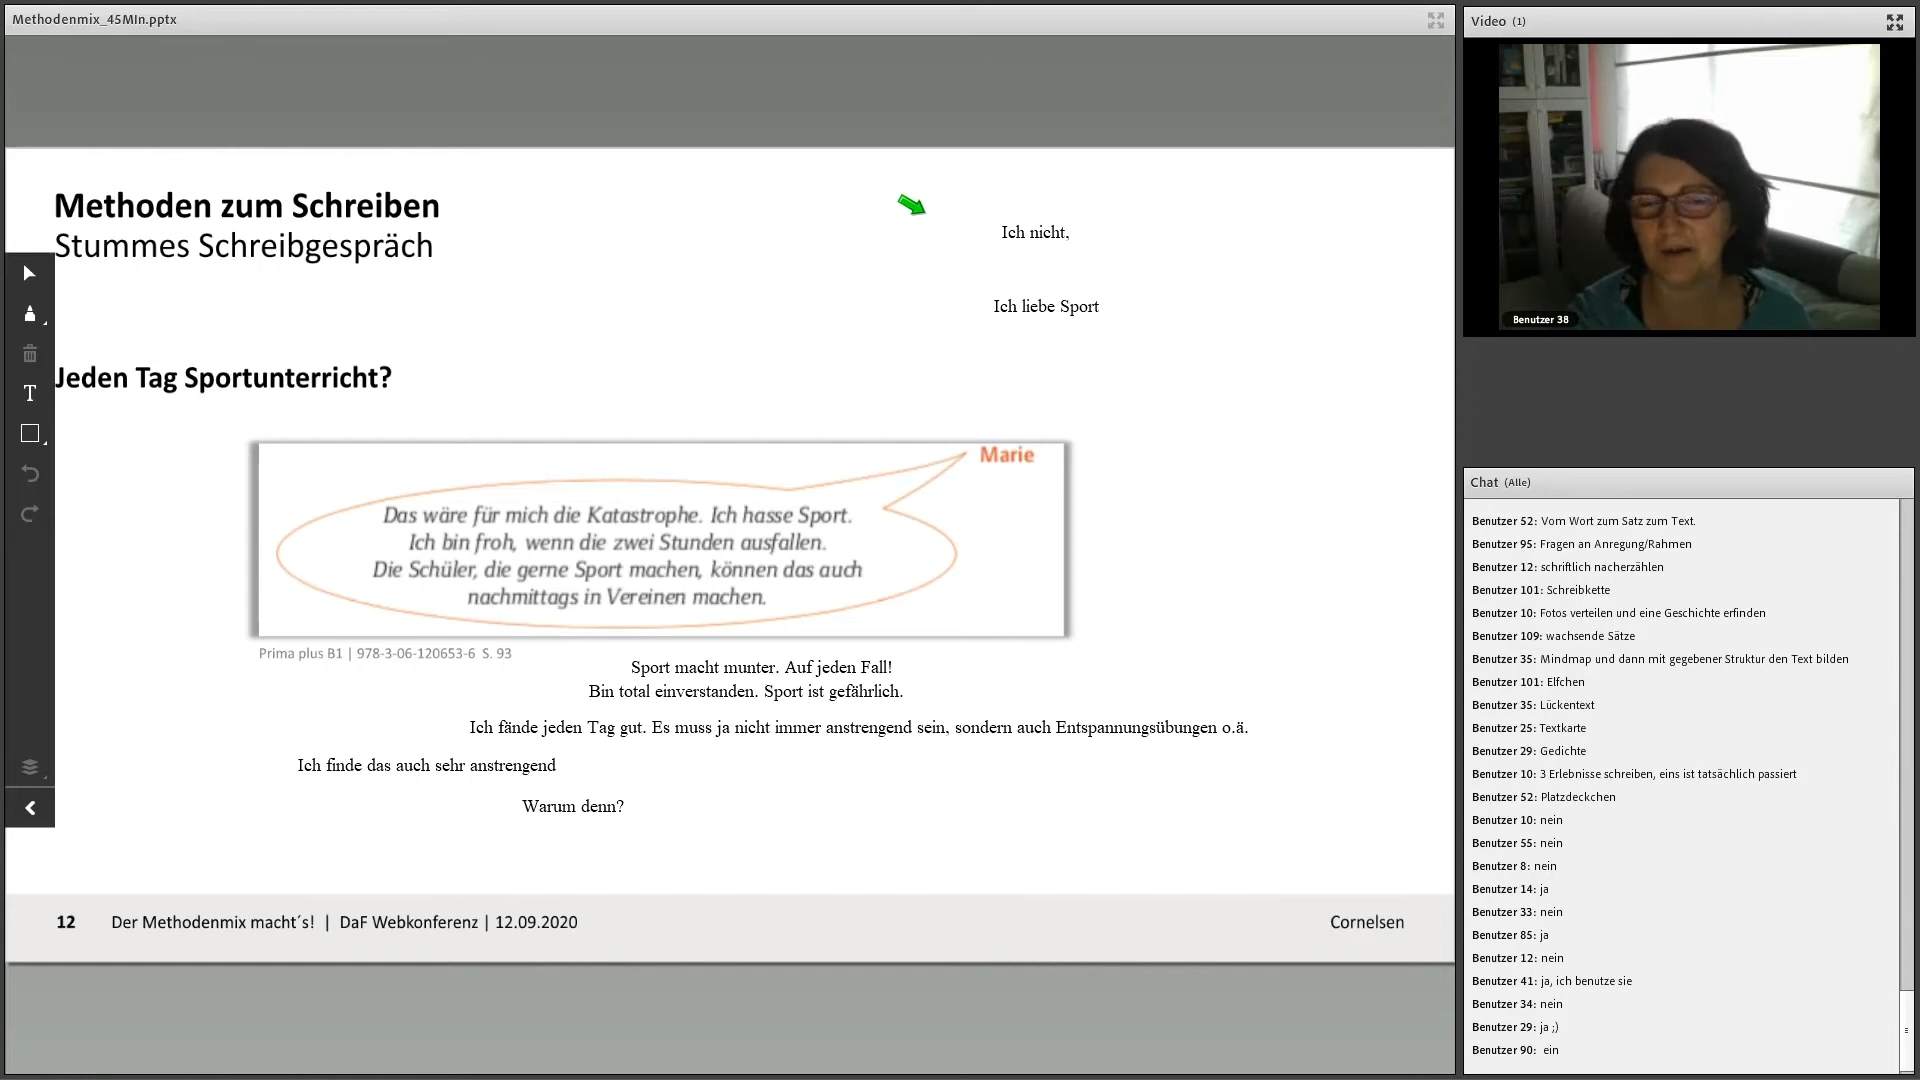 Methodenmix_45MIn.pptx
Methoden zum Schreiben
Stummes Schreibgespräch
Ich nicht,
Ich liebe Sport
Jeden Tag Sportunterricht?
Marie
Das wäre für mich die Katastrophe. Ich hasse Sport.
Ich bin froh, wenn die zwei Stunden ausfallen.
Die Schüler, die gerne Sport machen, können das auch
nachmittags in Vereinen machen.
Prima plus B1 | 978-3-06-120653-6 S. 93
Sport macht munter. Auf jeden Fall!
Bin total einverstanden. Sport ist gefährlich.
Ich fände jeden Tag gut. Es muss ja nicht immer anstrengend sein, sondern auch Entspannungsübungen o.ä.
Ich finde das auch sehr anstrengend
Warum denn?
12 Der Methodenmix macht´s! | DaF Webkonferenz | 12.09.2020 Cornelsen
Video (1)
Benutzer 38
Chat (Alle)
Benutzer 52: Vom Wort zum Satz zum Text.
Benutzer 95: Fragen an Anregung/Rahmen
Benutzer 12: schriftlich nacherzählen
Benutzer 101: Schreibkette
Benutzer 10: Fotos verteilen und eine Geschichte erfinden
Benutzer 109: wachsende Sätze
Benutzer 35: Mindmap und dann mit gegebener Struktur den Text bilden
Benutzer 101: Elfchen
Benutzer 35: Lückentext
Benutzer 25: Textkarte
Benutzer 29: Gedichte
Benutzer 10: 3 Erlebnisse schreiben, eins ist tatsächlich passiert
Benutzer 52: Platzdeckchen
Benutzer 10: nein
Benutzer 55: nein
Benutzer 8: nein
Benutzer 14: ja
Benutzer 33: nein
Benutzer 85: ja
Benutzer 12: nein
Benutzer 41: ja, ich benutze sie
Benutzer 34: nein
Benutzer 29: ja ;)
Benutzer 90: ein